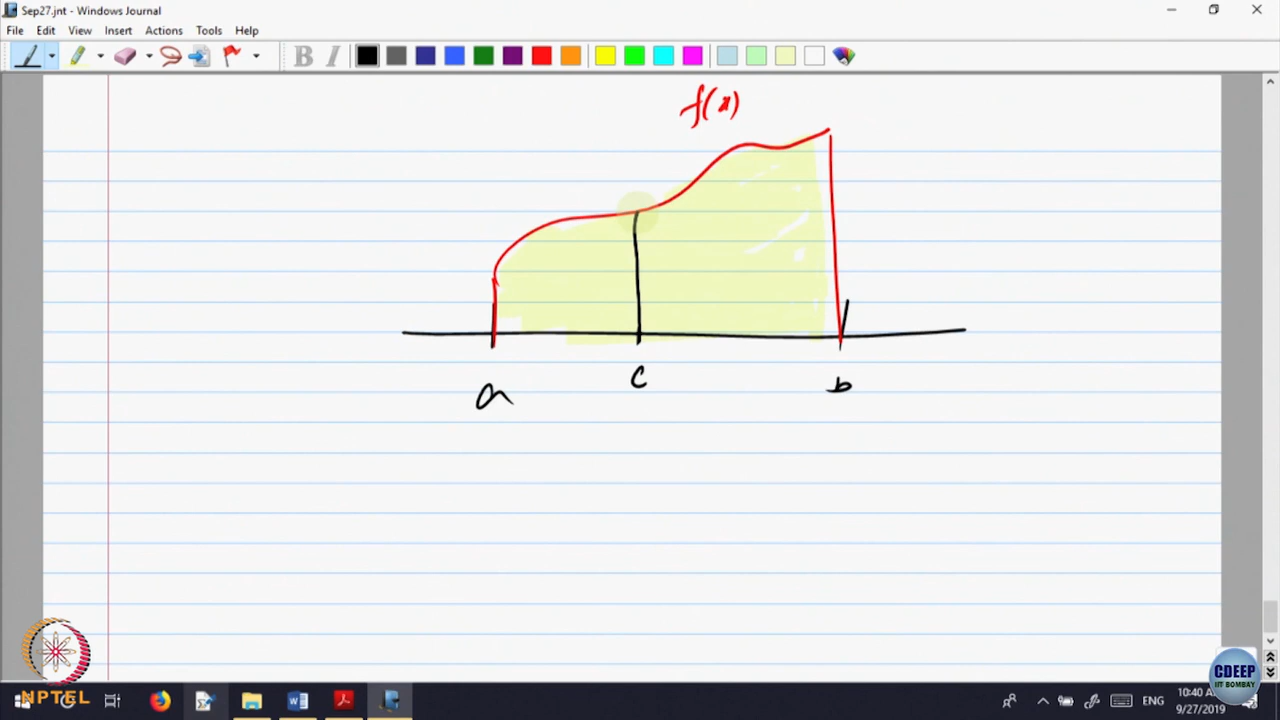 Sep27.jnt - Windows Journal
File Edit View Insert Actions Tools Help
B I
f(x)
a c b
NPTEL
CDEEP
IIT BOMBAY
ENG
10:40 A
9/27/2019